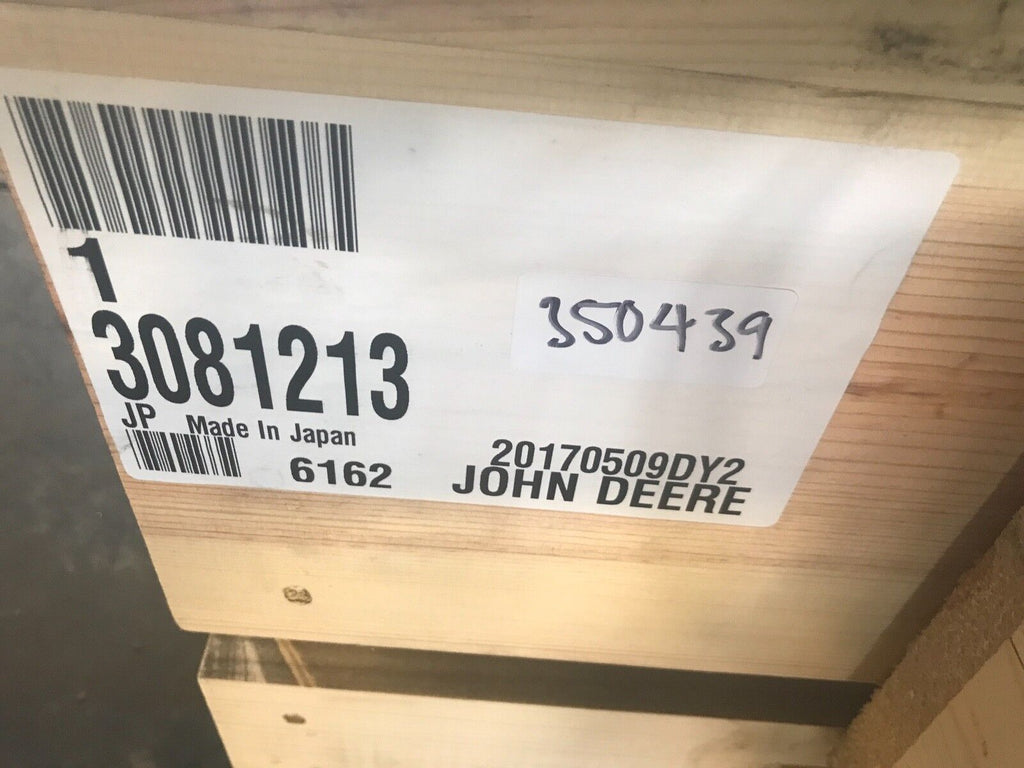 1
3081213
350439
JP Made In Japan
6162
20170509DY2
JOHN DEERE